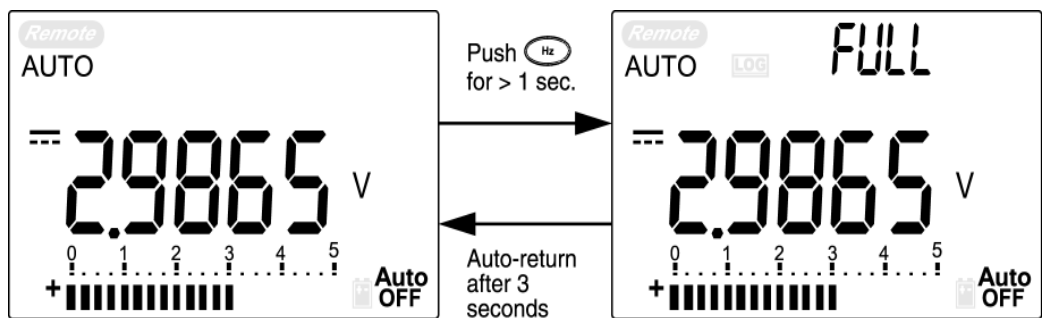 Remote
AUTO
2.9865 V
0 1 2 3 4 5
+
Auto
OFF
Push Hz
for > 1 sec.
Auto-return
after 3
seconds
Remote
AUTO LOG FULL
2.9865 V
0 1 2 3 4 5
+
Auto
OFF